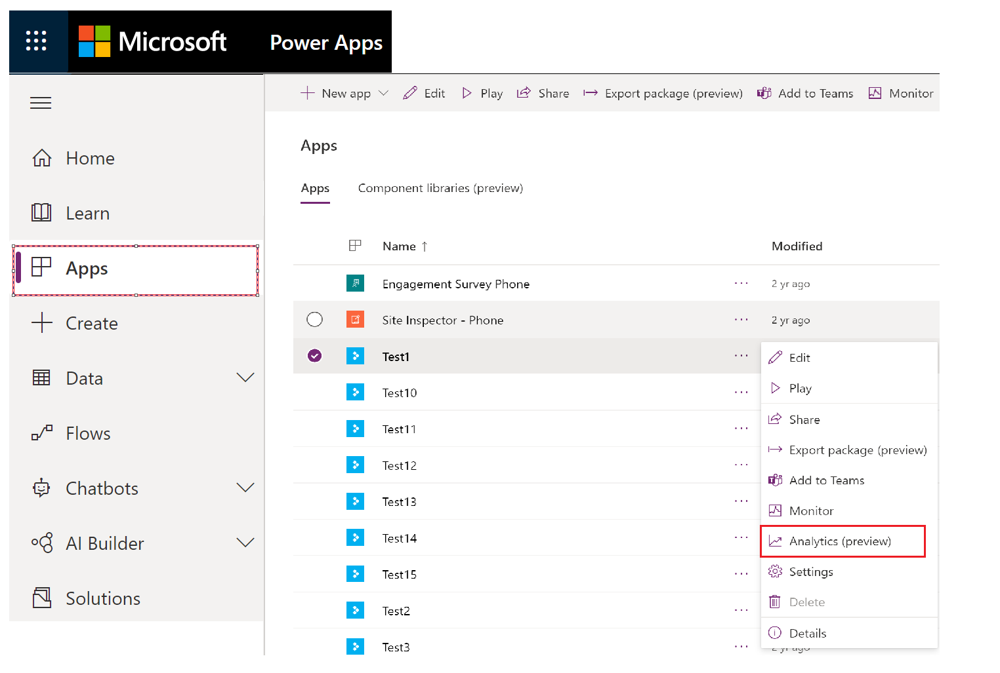 Microsoft Power Apps
New app Edit Play Share Export package (preview) Add to Teams Monitor
Home
Learn
Apps
Create
Data
Flows
Chatbots
AI Builder
Solutions
Apps
Apps Component libraries (preview)
Name ↑ Modified
Engagement Survey Phone ... 2 yr ago
Site Inspector - Phone ... 2 yr ago
Test1 ...
Test10 ...
Test11 ...
Test12 ...
Test13 ...
Test14 ...
Test15 ...
Test2 ...
Test3 ... 2 yr ago
Edit
Play
Share
Export package (preview)
Add to Teams
Monitor
Analytics (preview)
Settings
Delete
Details